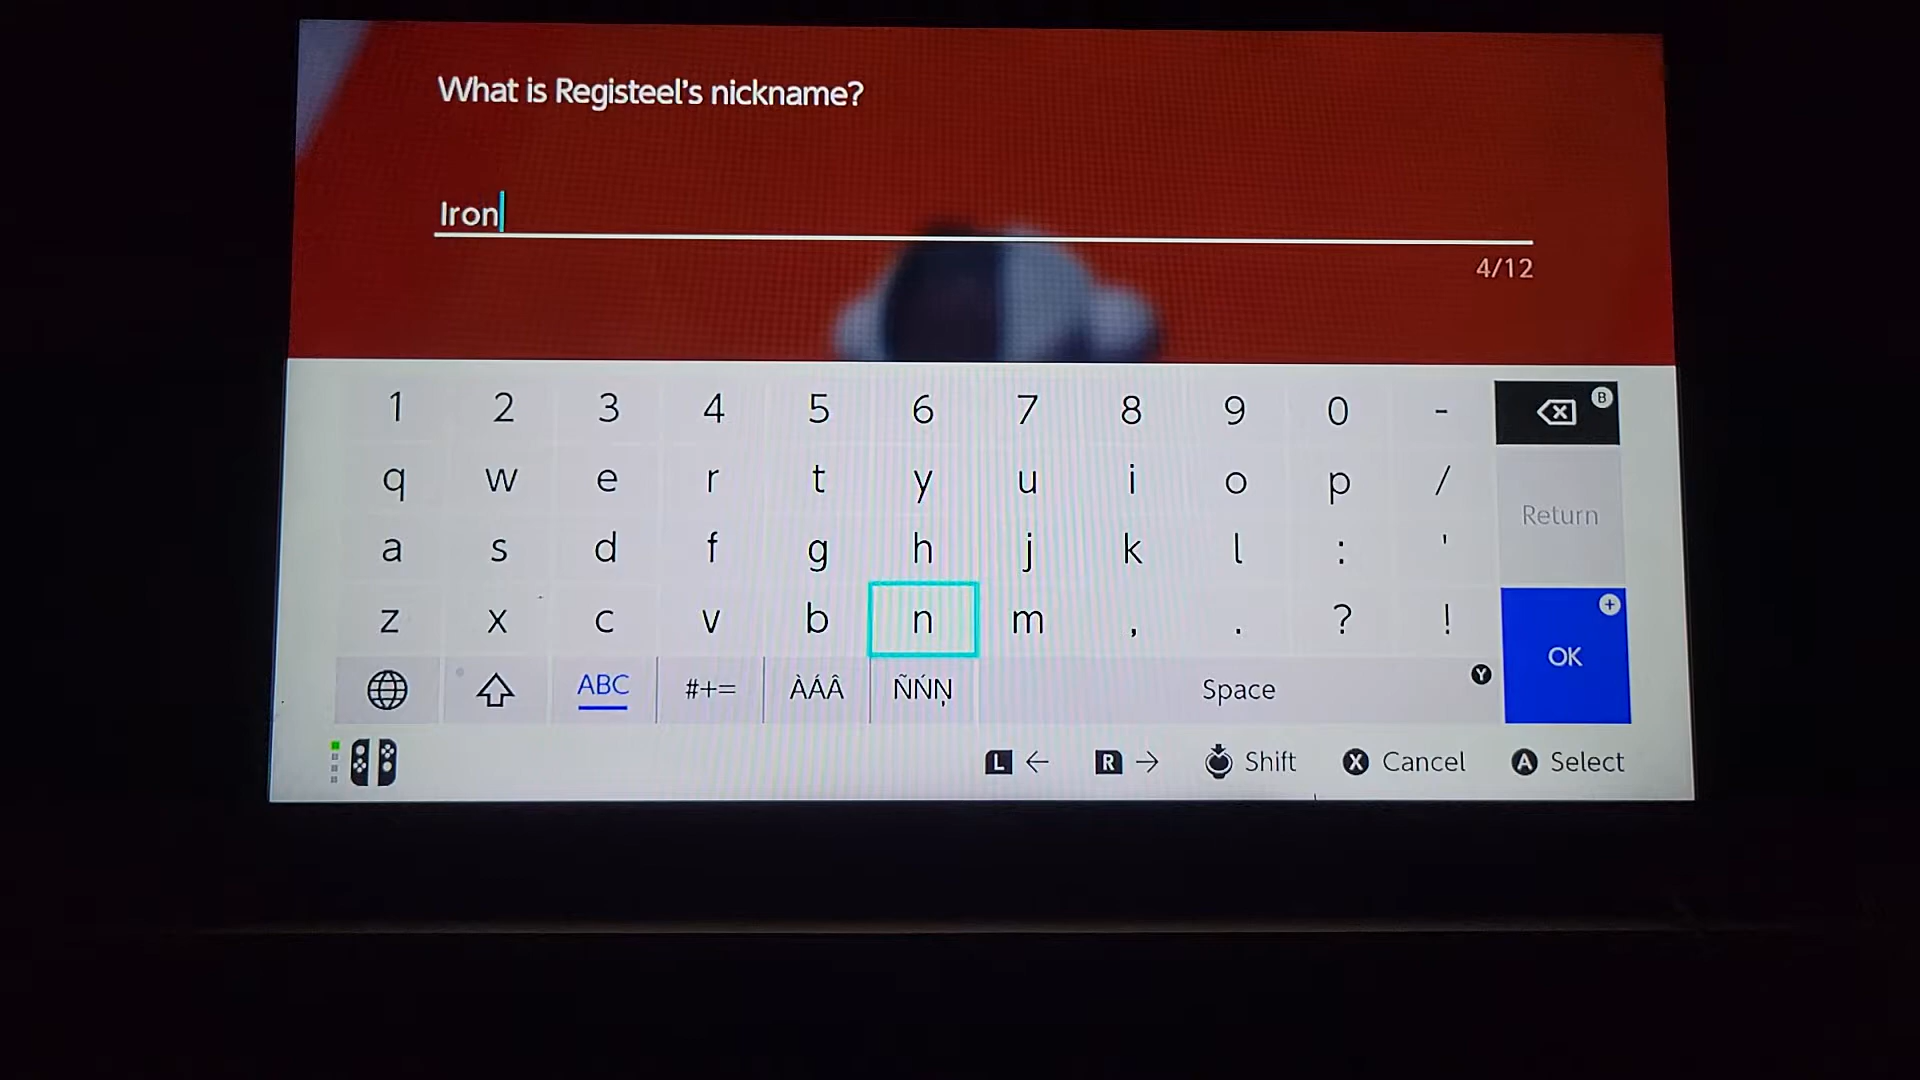 What is Registeel's nickname?
Iron
4/12
1 2 3 4 5 6 7 8 9 0 - B
q w e r t y u i o p /
Return
a s d f g h j k l : '
z x c v b n m , . ? !
OK
ABC #+= ÀÁÂ ÑŃŅ Space Y
L ← R → Shift X Cancel A Select